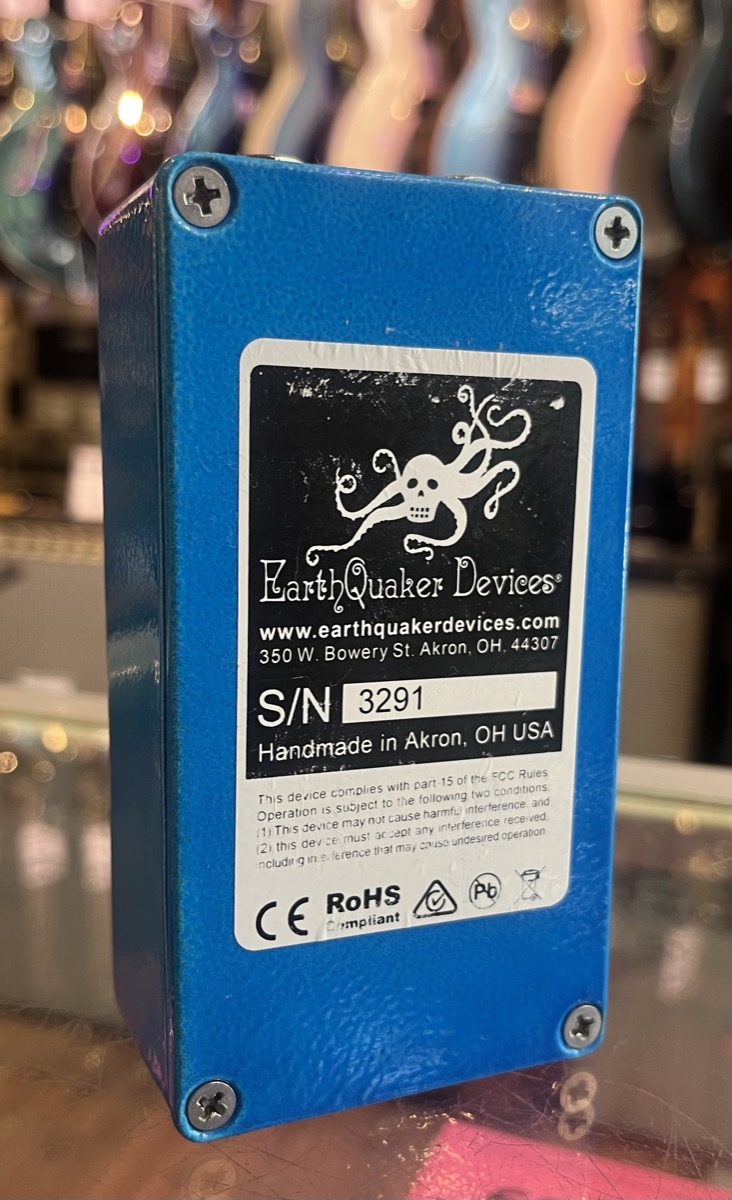 EarthQuaker Devices®
www.earthquakerdevices.com
350 W. Bowery St. Akron, OH, 44307
S/N 3291
Handmade in Akron, OH USA
This device complies with part 15 of the FCC Rules
Operation is subject to the following two conditions:
(1) This device may not cause harmful interference, and
(2) this device must accept any interference received,
including interference that may cause undesired operation
CE RoHS
Compliant
Pb